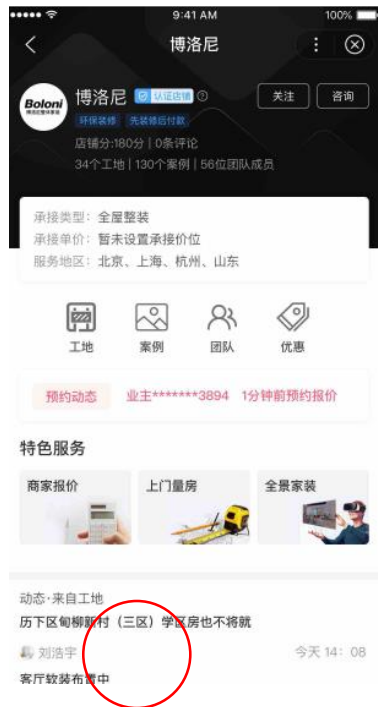 9:41 AM
100%
博洛尼
Boloni
博洛尼 认证店铺
关注
咨询
环保装修 先装修后付款
店铺分:180分 | 0条评论
34个工地 | 130个案例 | 56位团队成员
承接类型: 全屋整装
承接单价: 暂未设置承接价位
服务地区: 北京、上海、杭州、山东
工地
案例
团队
优惠
预约动态 业主*******3894 1分钟前预约报价
特色服务
商家报价
上门量房
全景家装
动态·来自工地
历下区甸柳新村（三区）学区房也不将就
刘浩宇
今天 14：08
客厅软装布置中